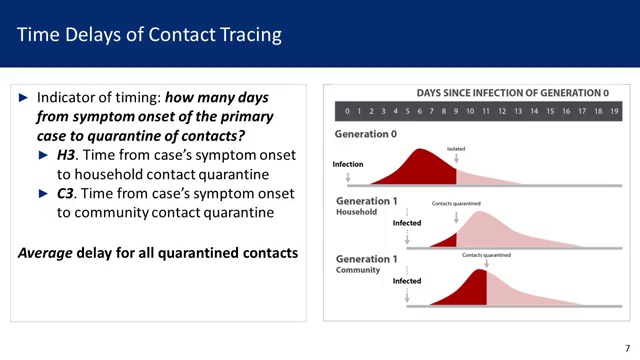 Time Delays of Contact Tracing
► Indicator of timing: how many days
from symptom onset of the primary
case to quarantine of contacts?
► H3. Time from case's symptom onset
to household contact quarantine
► C3. Time from case's symptom onset
to community contact quarantine
Average delay for all quarantined contacts
DAYS SINCE INFECTION OF GENERATION 0
0 1 2 3 4 5 6 7 8 9 10 11 12 13 14 15 16 17 18 19
Generation 0
Isolated
Infection
Generation 1
Household
Contacts quarantined
Infected
Generation 1
Community
Contacts quarantined
Infected
7